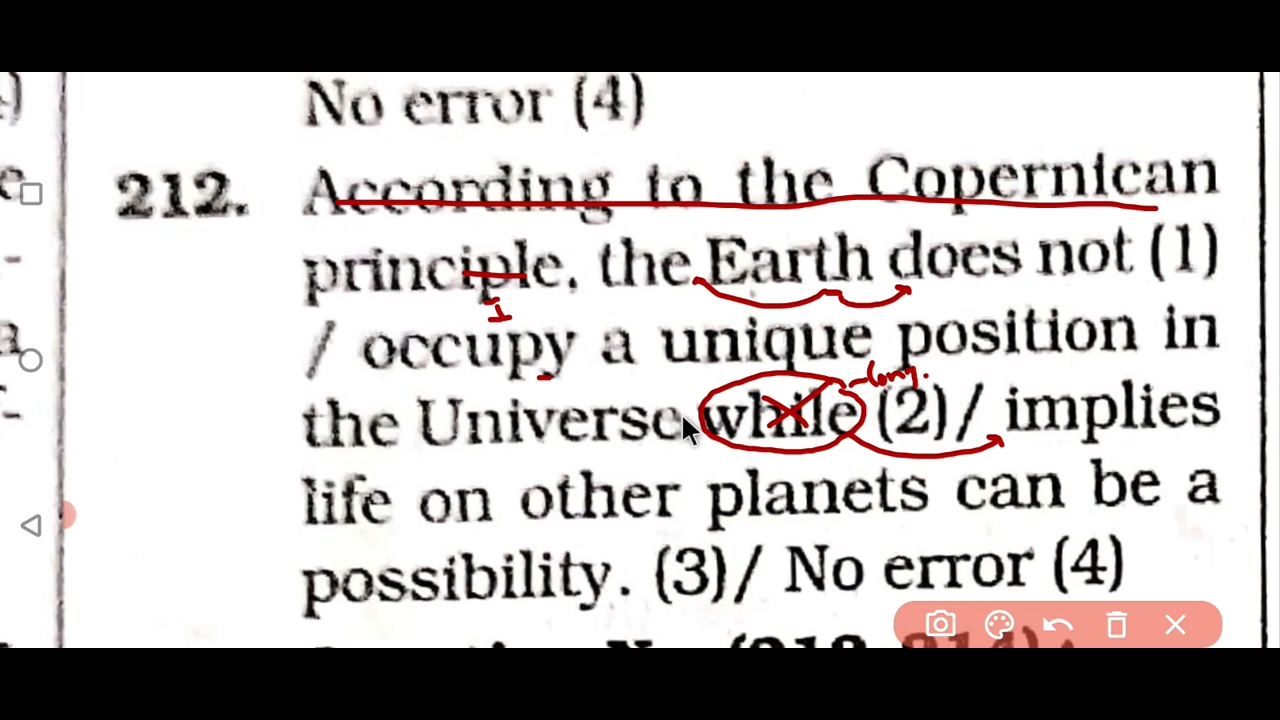 No error (4)
212. According to the Copernican
principle, the Earth does not (1)
/ occupy a unique position in
the Universe while (2)/ implies
life on other planets can be a
possibility. (3)/ No error (4)